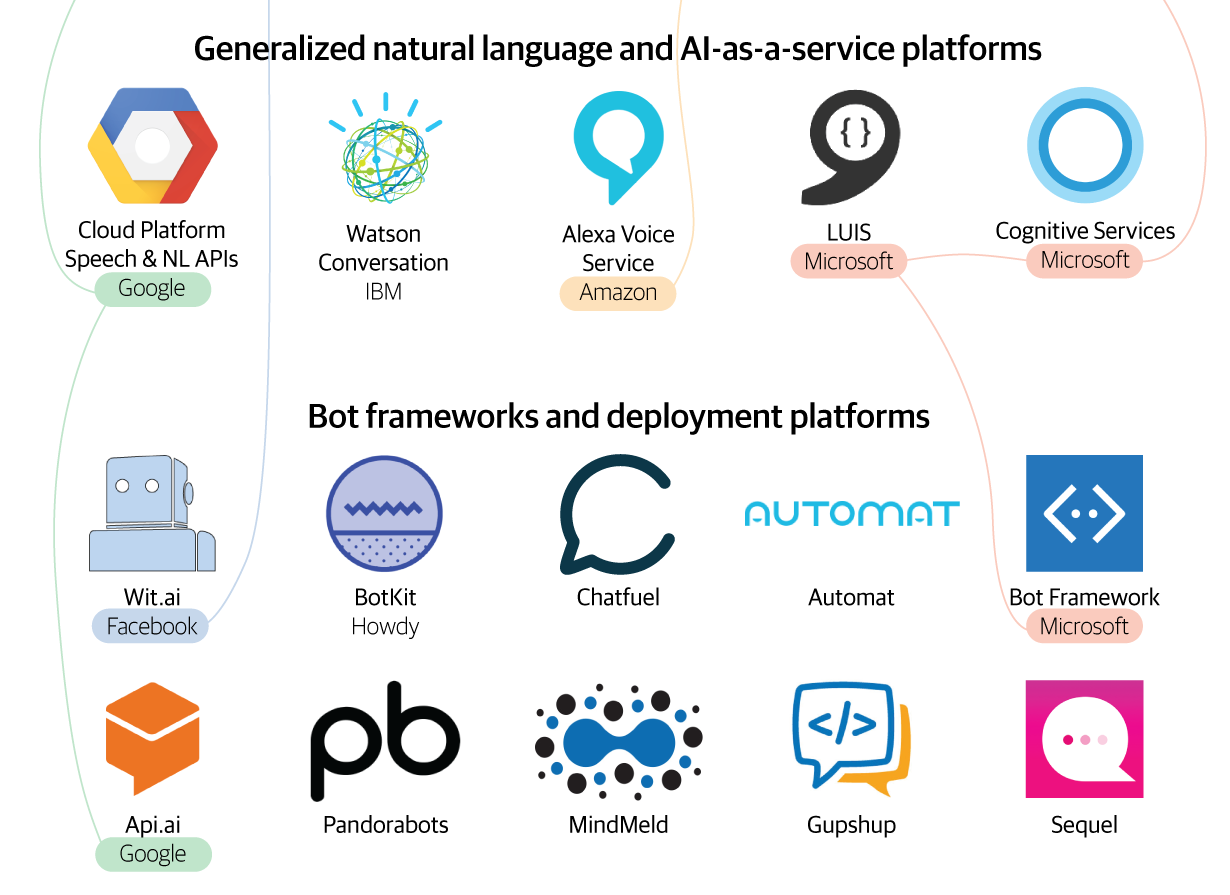 Generalized natural language and AI-as-a-service platforms
{ }
Cloud Platform
Speech & NL APIs
Google
Watson
Conversation
IBM
Alexa Voice
Service
Amazon
LUIS
Microsoft
Cognitive Services
Microsoft
Bot frameworks and deployment platforms
AUTOMAT
Wit.ai
Facebook
BotKit
Howdy
Chatfuel
Automat
Bot Framework
Microsoft
pb
</>
Api.ai
Google
Pandorabots
MindMeld
Gupshup
Sequel